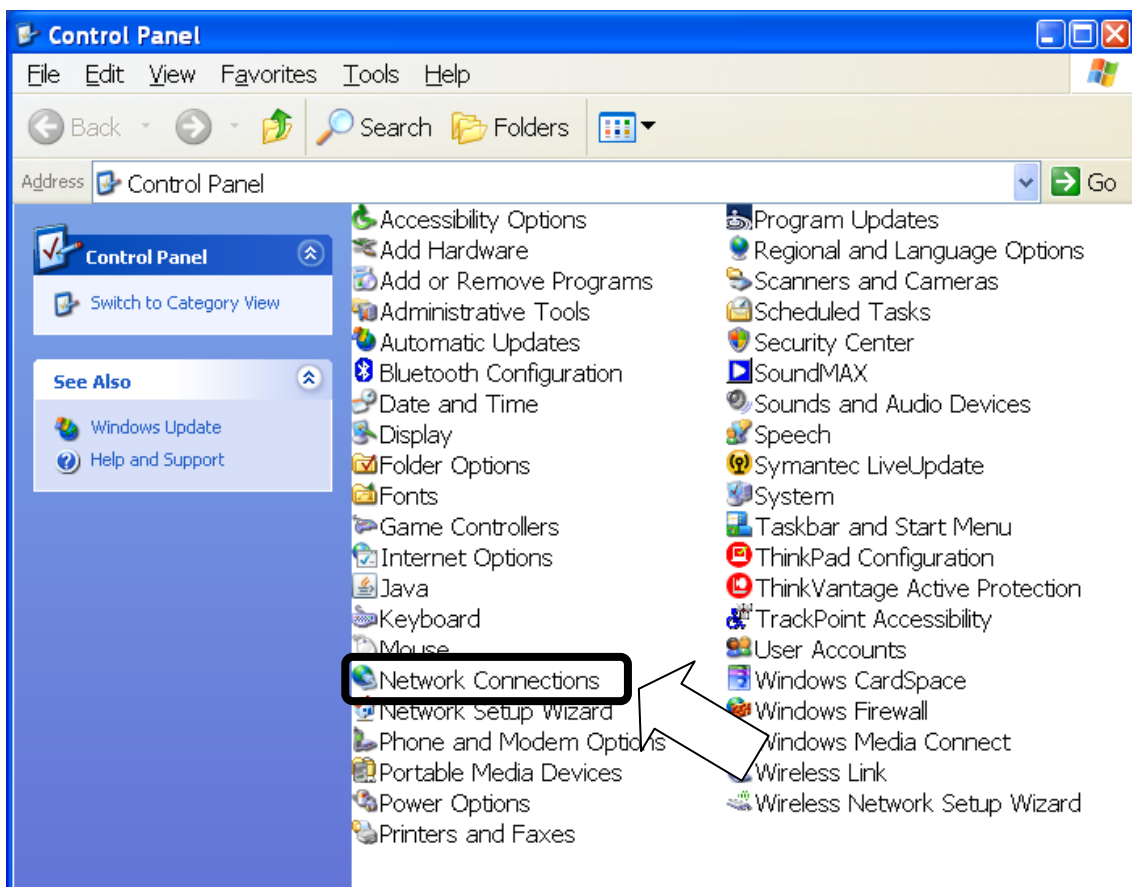 Control Panel
File Edit View Favorites Tools Help
Back Search Folders
Address Control Panel Go
Control Panel
Switch to Category View
See Also
Windows Update
Help and Support
Accessibility Options
Add Hardware
Add or Remove Programs
Administrative Tools
Automatic Updates
Bluetooth Configuration
Date and Time
Display
Folder Options
Fonts
Game Controllers
Internet Options
Java
Keyboard
Mouse
Network Connections
Network Setup Wizard
Phone and Modem Options
Portable Media Devices
Power Options
Printers and Faxes
Program Updates
Regional and Language Options
Scanners and Cameras
Scheduled Tasks
Security Center
SoundMAX
Sounds and Audio Devices
Speech
Symantec LiveUpdate
System
Taskbar and Start Menu
ThinkPad Configuration
ThinkVantage Active Protection
TrackPoint Accessibility
User Accounts
Windows CardSpace
Windows Firewall
Windows Media Connect
Wireless Link
Wireless Network Setup Wizard